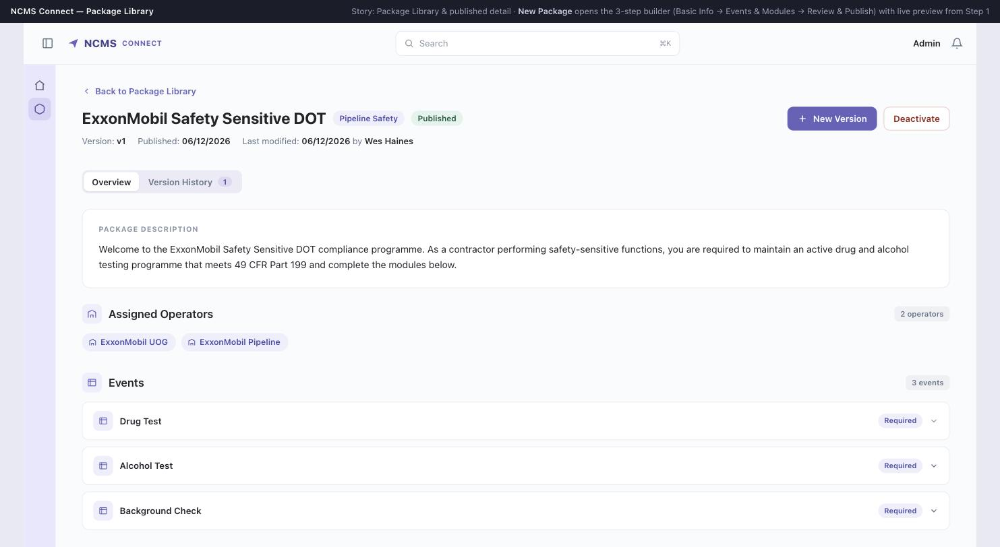 NCMS Connect — Package Library
Story: Package Library & published detail · New Package opens the 3-step builder (Basic Info → Events & Modules → Review & Publish) with live preview from Step 1
NCMS CONNECT
Search ⌘K
Admin
Back to Package Library
ExxonMobil Safety Sensitive DOT Pipeline Safety Published
+ New Version Deactivate
Version: v1 Published: 06/12/2026 Last modified: 06/12/2026 by Wes Haines
Overview Version History 1
PACKAGE DESCRIPTION
Welcome to the ExxonMobil Safety Sensitive DOT compliance programme. As a contractor performing safety-sensitive functions, you are required to maintain an active drug and alcohol
testing programme that meets 49 CFR Part 199 and complete the modules below.
Assigned Operators 2 operators
ExxonMobil UOG ExxonMobil Pipeline
Events 3 events
Drug Test Required
Alcohol Test Required
Background Check Required